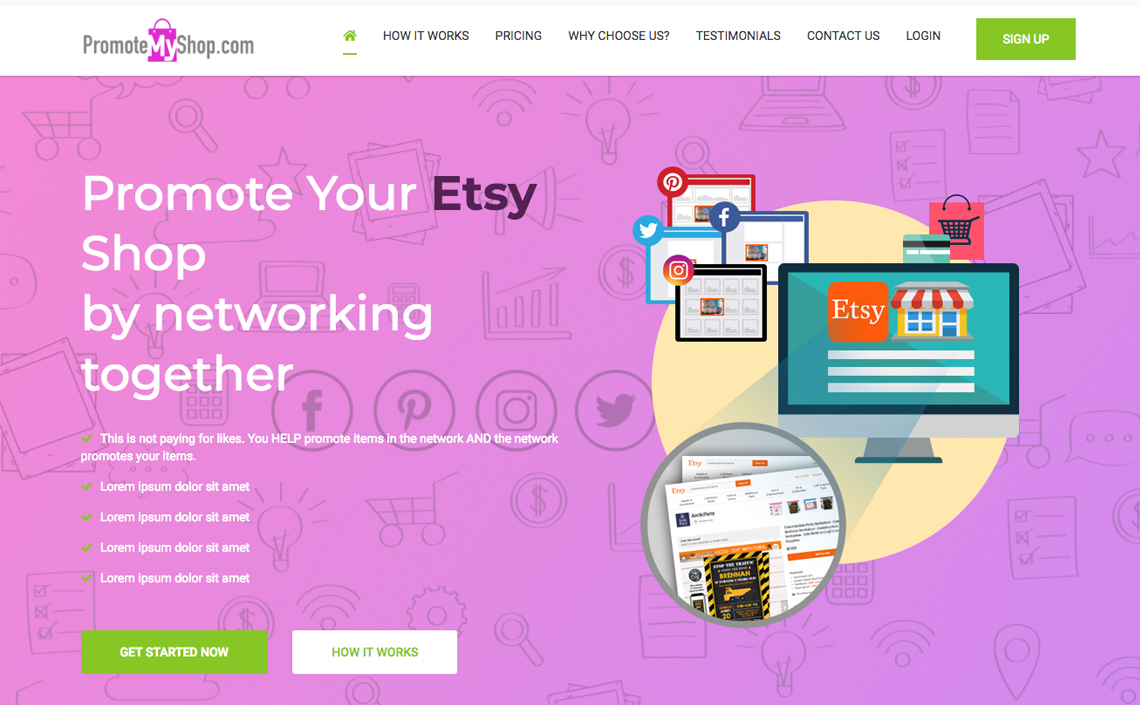 PromoteMyShop.com
HOW IT WORKS
PRICING
WHY CHOOSE US?
TESTIMONIALS
CONTACT US
LOGIN
SIGN UP
Promote Your Etsy
Shop
by networking
together
This is not paying for likes. You HELP promote items in the network AND the network
promotes your items.
Lorem ipsum dolor sit amet
Lorem ipsum dolor sit amet
Lorem ipsum dolor sit amet
Lorem ipsum dolor sit amet
GET STARTED NOW
HOW IT WORKS
Etsy
Etsy
Etsy
STOP THE TRAFFIC
BRENNAN
20